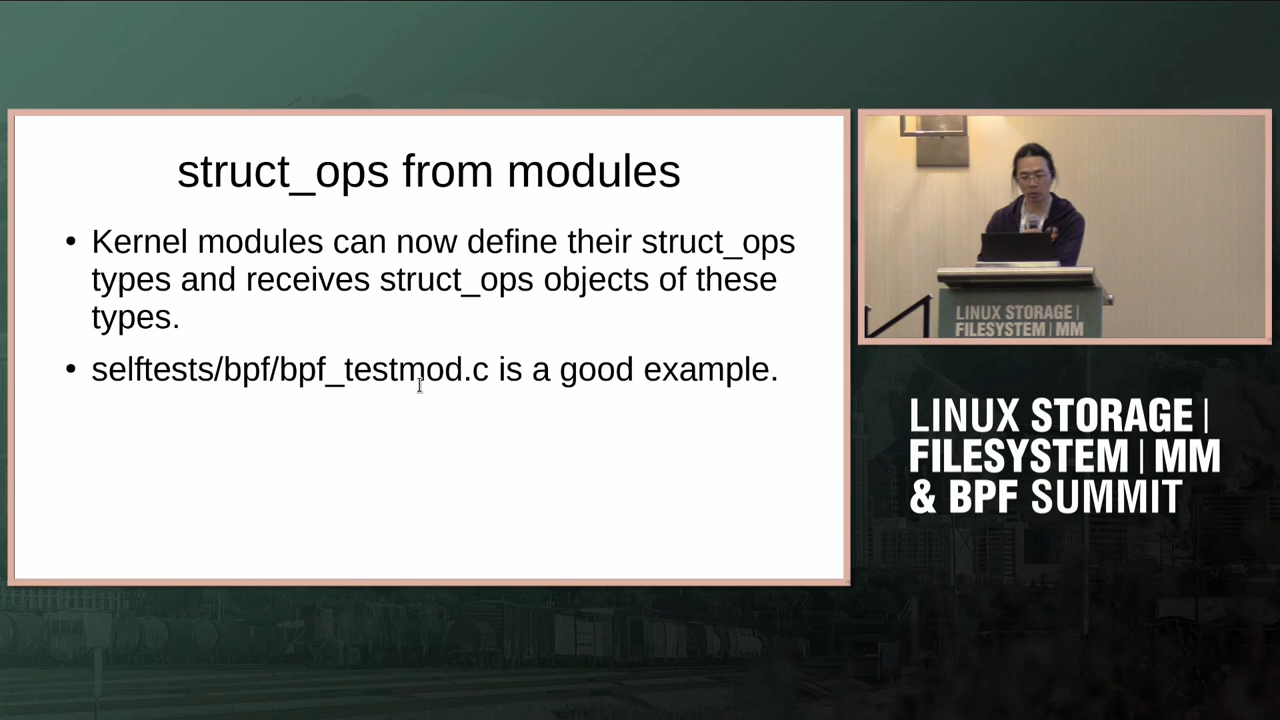 struct_ops from modules
• Kernel modules can now define their struct_ops
types and receives struct_ops objects of these
types.
• selftests/bpf/bpf_testmod.c is a good example.
LINUX STORAGE |
FILESYSTEM | MM
LINUX STORAGE |
FILESYSTEM | MM
& BPF SUMMIT